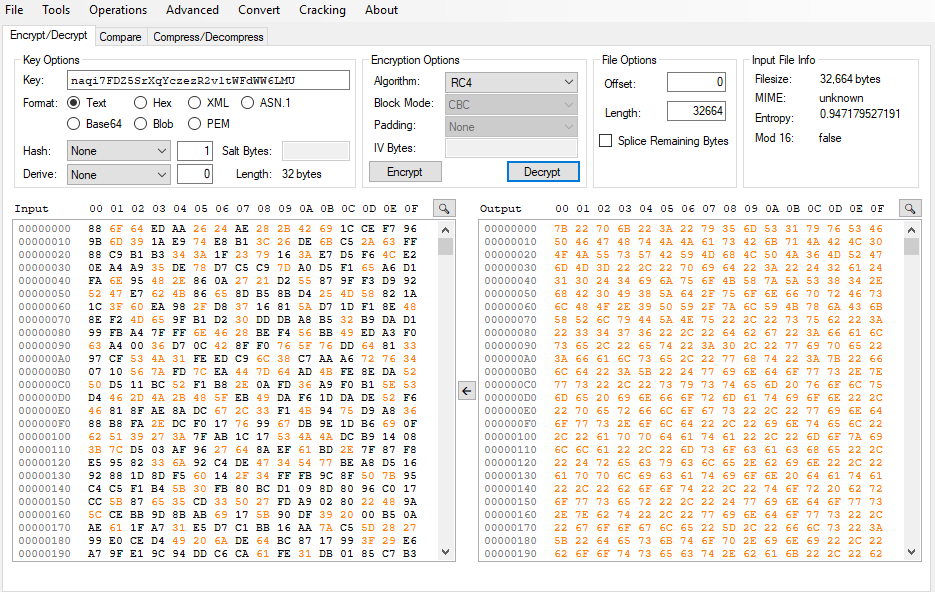 File Tools Operations Advanced Convert Cracking About
Encrypt/Decrypt Compare Compress/Decompress
Key Options
Key: naqi7FDZ5SrXqYczezR2vltWFdWW6LMU
Format: Text Hex XML ASN.1
Base64 Blob PEM
Hash: None 1 Salt Bytes:
Derive: None 0 Length: 32 bytes
Encryption Options
Algorithm: RC4
Block Mode: CBC
Padding: None
IV Bytes:
Encrypt Decrypt
File Options
Offset: 0
Length: 32664
Splice Remaining Bytes
Input File Info
Filesize: 32,664 bytes
MIME: unknown
Entropy: 0.947179527191
Mod 16: false
Input 00 01 02 03 04 05 06 07 08 09 0A 0B 0C 0D 0E 0F
00000000 88 6F 64 ED AA 26 24 AE 28 2B 42 69 1C CE F7 96
00000010 9B 6D 39 1A E9 74 E8 B1 3C 26 DE 6B C5 2A 63 FF
00000020 88 C9 B1 B3 34 3A 1F 23 79 16 3A E7 D5 F6 4C E2
00000030 0E A4 A9 35 DE 78 D7 C5 C9 7D A0 D5 F1 65 A6 D1
00000040 FA 6E 95 48 2E 86 0A 27 21 D2 55 87 9F F3 D9 92
00000050 52 47 E7 62 4B 86 65 8D B5 8B D4 25 4D 58 82 1A
00000060 1C 3F 60 EA 98 2F D8 37 16 81 5A D7 1D F1 8E 48
00000070 8E F2 4D 65 9F B1 D2 30 DD DB A8 B5 32 B9 DA D1
00000080 99 FB A4 7F FF 6E 46 28 BE F4 56 BB 49 ED A3 F0
00000090 63 A4 00 36 D7 0C 42 8F F0 76 5F 76 DD 64 81 33
000000A0 97 CF 53 4A 31 FE ED C9 6C 38 C7 AA A6 72 76 34
000000B0 07 10 56 7A FD 7C EA 44 7D 64 AD 4B FE 8E DA 52
000000C0 50 D5 11 BC 52 F1 B8 2E 0A FD 36 A9 F0 B1 5E 53
000000D0 D4 46 2D 4A 2B 48 5F EB 49 DA F6 1D DA DE 52 F6
000000E0 46 81 8F AE 8A DC 67 2C 33 F1 4B 94 75 D9 A8 36
000000F0 88 B8 FA 2E DC F0 17 76 99 67 DB 9E 1D B6 69 0F
00000100 62 51 39 27 3A 7F AB 1C 17 53 4A 4A DC B9 14 08
00000110 3B 7C D5 03 AF 96 27 64 8A EF 61 BD 2E 7F 87 F8
00000120 E5 95 82 33 6A 92 C4 DE 47 34 54 77 BE A8 D5 16
00000130 92 88 1D 8D F5 60 14 2F 34 FF FB 9C 8F 50 7B 95
00000140 C4 C5 F1 B4 5B 30 FB 80 BC D1 09 8D 80 96 C0 17
00000150 CC 5B 87 65 35 CD 33 50 27 FD A9 02 80 22 48 9A
00000160 5C CE BB 9D 8B AB 69 17 5B 90 DF 39 20 00 B5 0A
00000170 AE 61 1F A7 31 E5 D7 C1 BB 16 AA 7A C5 5D 28 27
00000180 99 E0 CE D4 49 20 6A DE 6D BC 87 17 99 3F 29 E6
00000190 A7 9F E1 9C 94 DD C6 CA 61 FE 31 DB 01 85 C7 B3
Output 00 01 02 03 04 05 06 07 08 09 0A 0B 0C 0D 0E 0F
00000000 7B 22 70 6B 22 3A 22 79 35 6D 53 31 79 76 53 46
00000010 50 46 47 48 74 4A 4A 61 73 42 6B 71 4A 42 4C 30
00000020 4F 4A 55 73 57 42 59 4D 68 4C 50 4A 36 4D 52 47
00000030 6D 4D 3D 22 2C 22 70 69 64 22 3A 22 24 32 61 24
00000040 31 30 24 34 69 6A 75 6F 4B 58 7A 5A 53 38 34 2E
00000050 68 42 30 49 38 5A 64 2F 75 6F 6E 66 70 72 46 73
00000060 6C 48 4F 2E 39 50 59 2F 7A 6C 59 4B 78 6A 43 6B
00000070 58 52 6C 79 44 5A 4E 75 22 2C 22 73 75 62 22 3A
00000080 22 33 34 37 36 22 2C 22 64 62 67 22 3A 66 61 6C
00000090 73 65 2C 22 65 74 22 3A 30 2C 22 77 69 70 65 22
000000A0 3A 66 61 6C 73 65 2C 22 77 68 74 22 3A 7B 22 66
000000B0 6C 64 22 3A 5B 22 24 77 69 6E 64 6F 77 73 2E 7E
000000C0 77 73 22 2C 22 73 79 73 74 65 6D 20 76 6F 6C 75
000000D0 6D 65 20 69 6E 66 6F 72 6D 61 74 69 6F 6E 22 2C
000000E0 22 70 65 72 66 6C 6F 67 73 22 2C 22 77 69 6E 64
000000F0 6F 77 73 2E 6F 6C 64 22 2C 22 69 6E 74 65 6C 22
00000100 2C 22 61 70 70 64 61 74 61 22 2C 22 2D 6F 7A 69
00000110 6C 6C 61 22 2C 22 6D 73 6F 63 61 63 68 65 22 2C
00000120 22 24 72 65 63 79 63 6C 65 2E 62 69 6E 22 2C 22
00000130 61 70 70 6C 69 63 61 74 69 6F 6E 20 64 61 74 61
00000140 22 2C 22 62 6F 6F 74 22 2C 22 74 6F 72 20 62 72
00000150 6F 77 73 65 72 22 2C 22 24 77 69 6E 64 6F 77 73
00000160 2E 7E 62 74 22 2C 22 77 69 6E 64 6F 77 73 22 2C
00000170 22 67 6F 6F 67 6C 65 22 5D 2C 22 66 6C 73 22 3A
00000180 5B 22 64 65 73 6B 74 6F 70 2E 69 6E 69 22 2C 22
00000190 62 6F 6F 74 73 65 63 74 2E 62 61 6B 22 2C 22 62